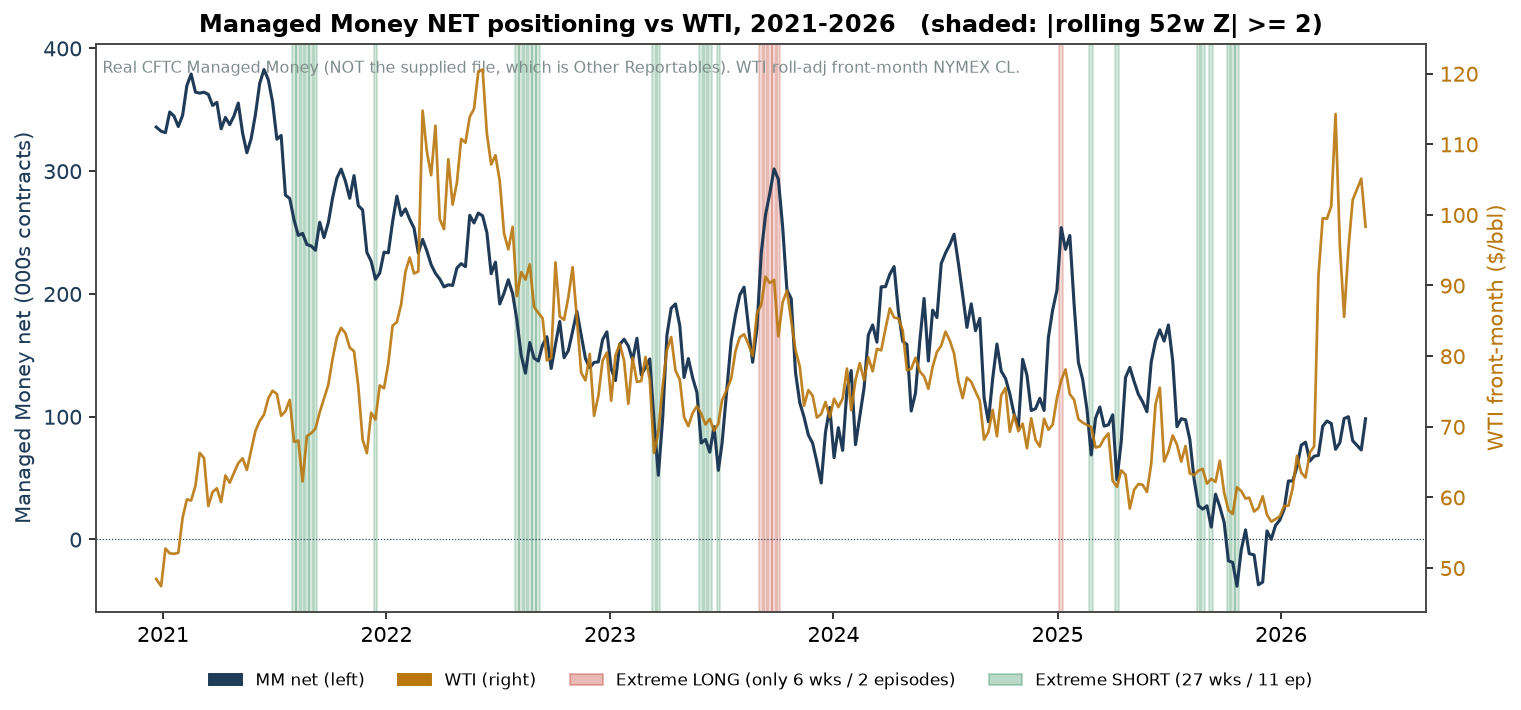 Managed Money NET positioning vs WTI, 2021-2026   (shaded: |rolling 52w Z| >= 2)
Real CFTC Managed Money (NOT the supplied file, which is Other Reportables). WTI roll-adj front-month NYMEX CL.
Managed Money net (000s contracts)
400
300
200
100
0
WTI front-month ($/bbl)
120
110
100
90
80
70
60
50
2021
2022
2023
2024
2025
2026
MM net (left)
WTI (right)
Extreme LONG (only 6 wks / 2 episodes)
Extreme SHORT (27 wks / 11 ep)